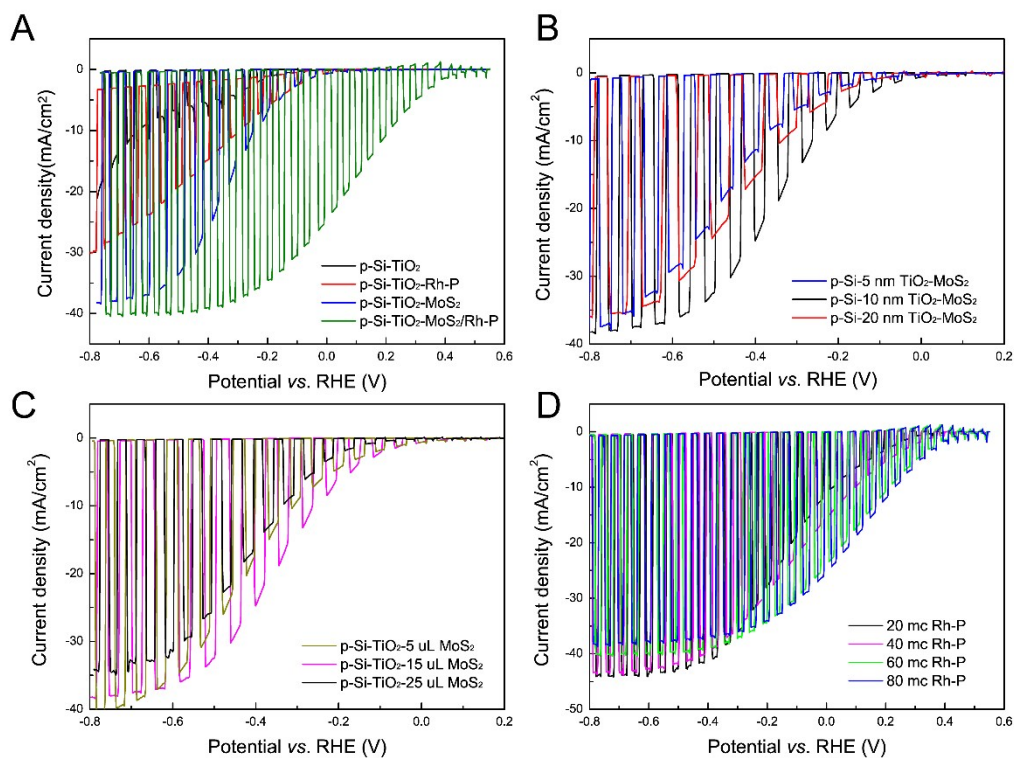 A
0
-10
-20
-30
-40
Current density(mA/cm²)
p-Si-TiO₂
p-Si-TiO₂-Rh-P
p-Si-TiO₂-MoS₂
p-Si-TiO₂-MoS₂/Rh-P
-0.8 -0.6 -0.4 -0.2 0.0 0.2 0.4 0.6
Potential vs. RHE (V)
B
0
-10
-20
-30
-40
Current density (mA/cm²)
p-Si-5 nm TiO₂-MoS₂
p-Si-10 nm TiO₂-MoS₂
p-Si-20 nm TiO₂-MoS₂
-0.8 -0.6 -0.4 -0.2 0.0 0.2
Potential vs. RHE (V)
C
0
-10
-20
-30
-40
Current density (mA/cm²)
p-Si-TiO₂-5 uL MoS₂
p-Si-TiO₂-15 uL MoS₂
p-Si-TiO₂-25 uL MoS₂
-0.8 -0.6 -0.4 -0.2 0.0 0.2
Potential vs. RHE (V)
D
0
-10
-20
-30
-40
-50
Current density (mA/cm²)
20 mc Rh-P
40 mc Rh-P
60 mc Rh-P
80 mc Rh-P
-0.8 -0.6 -0.4 -0.2 0.0 0.2 0.4 0.6
Potential vs. RHE (V)